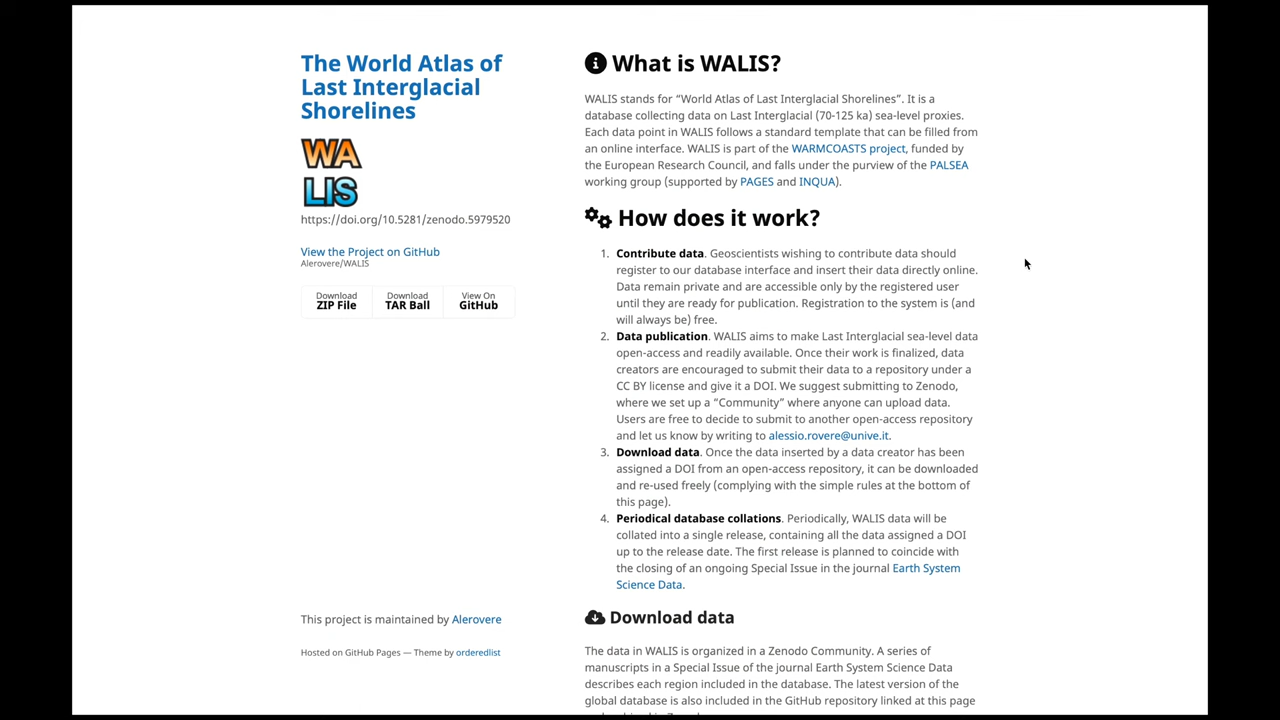 The World Atlas of
Last Interglacial
Shorelines
WA
LIS
https://doi.org/10.5281/zenodo.5979520
View the Project on GitHub
Alerovere/WALIS
Download
ZIP File
Download
TAR Ball
View On
GitHub
This project is maintained by Alerovere
Hosted on GitHub Pages — Theme by orderedlist
What is WALIS?
WALIS stands for “World Atlas of Last Interglacial Shorelines”. It is a
database collecting data on Last Interglacial (70-125 ka) sea-level proxies.
Each data point in WALIS follows a standard template that can be filled from
an online interface. WALIS is part of the WARMCOASTS project, funded by
the European Research Council, and falls under the purview of the PALSEA
working group (supported by PAGES and INQUA).
How does it work?
1. Contribute data. Geoscientists wishing to contribute data should
register to our database interface and insert their data directly online.
Data remain private and are accessible only by the registered user
until they are ready for publication. Registration to the system is (and
will always be) free.
2. Data publication. WALIS aims to make Last Interglacial sea-level data
open-access and readily available. Once their work is finalized, data
creators are encouraged to submit their data to a repository under a
CC BY license and give it a DOI. We suggest submitting to Zenodo,
where we set up a “Community” where anyone can upload data.
Users are free to decide to submit to another open-access repository
and let us know by writing to alessio.rovere@unive.it.
3. Download data. Once the data inserted by a data creator has been
assigned a DOI from an open-access repository, it can be downloaded
and re-used freely (complying with the simple rules at the bottom of
this page).
4. Periodical database collations. Periodically, WALIS data will be
collated into a single release, containing all the data assigned a DOI
up to the release date. The first release is planned to coincide with
the closing of an ongoing Special Issue in the journal Earth System
Science Data.
Download data
The data in WALIS is organized in a Zenodo Community. A series of
manuscripts in a Special Issue of the journal Earth System Science Data
describes each region included in the database. The latest version of the
global database is also included in the GitHub repository linked at this page